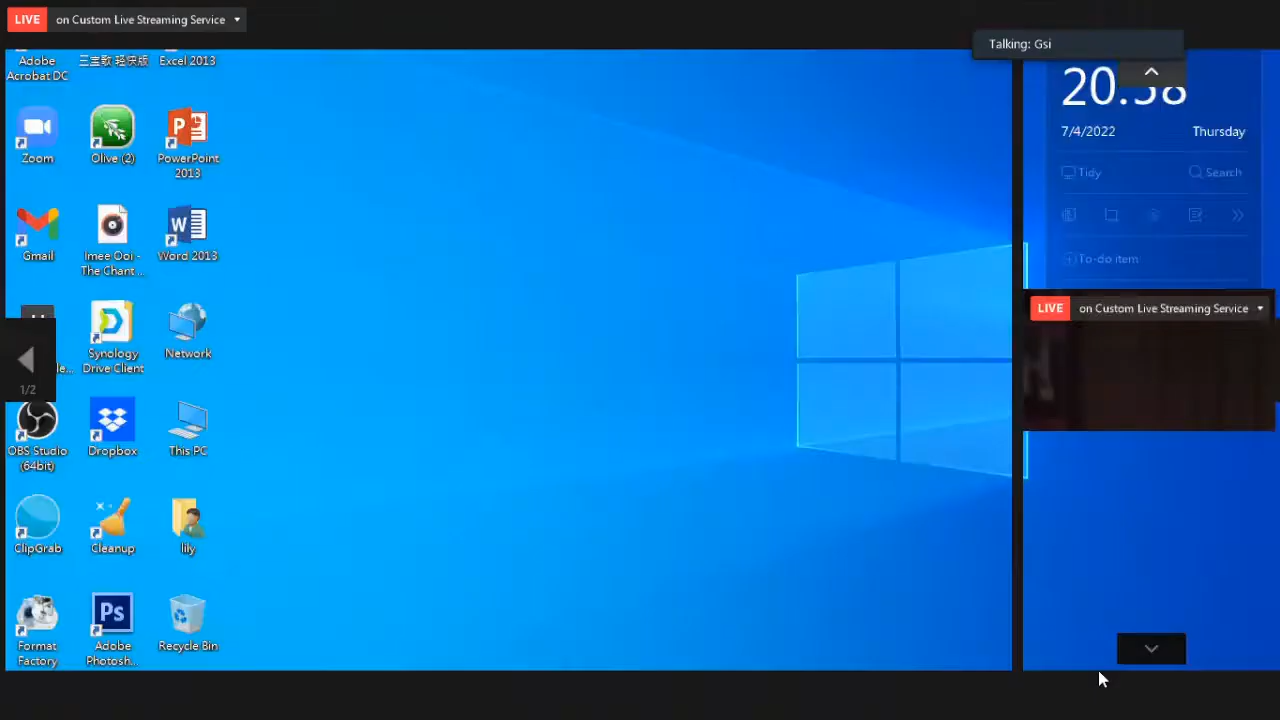 LIVE on Custom Live Streaming Service
Talking: Gsi
Adobe
Acrobat DC
三宝歌 轻快版
Excel 2013
Zoom
Olive (2)
PowerPoint
2013
Gmail
Imee Ooi -
The Chant ...
Word 2013
le...
Synology
Drive Client
Network
1/2
OBS Studio
(64bit)
Dropbox
This PC
ClipGrab
Cleanup
lily
Format
Factory
Ps
Adobe
Photosh...
Recycle Bin
7/4/2022
Thursday
Tidy
Search
To-do item
LIVE on Custom Live Streaming Service